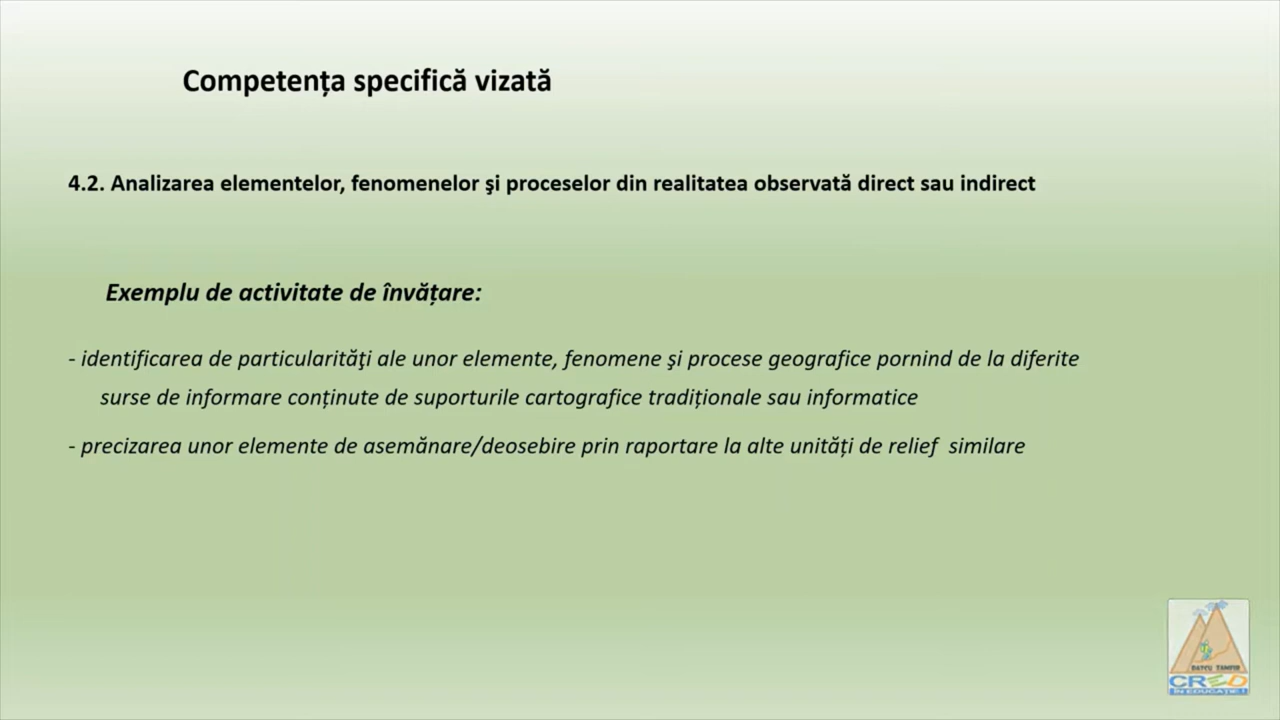 Competența specifică vizată
4.2. Analizarea elementelor, fenomenelor şi proceselor din realitatea observată direct sau indirect
Exemplu de activitate de învățare:
- identificarea de particularităţi ale unor elemente, fenomene şi procese geografice pornind de la diferite
surse de informare conținute de suporturile cartografice tradiționale sau informatice
- precizarea unor elemente de asemănare/deosebire prin raportare la alte unități de relief similare
CRED
ÎN EDUCAȚIE !